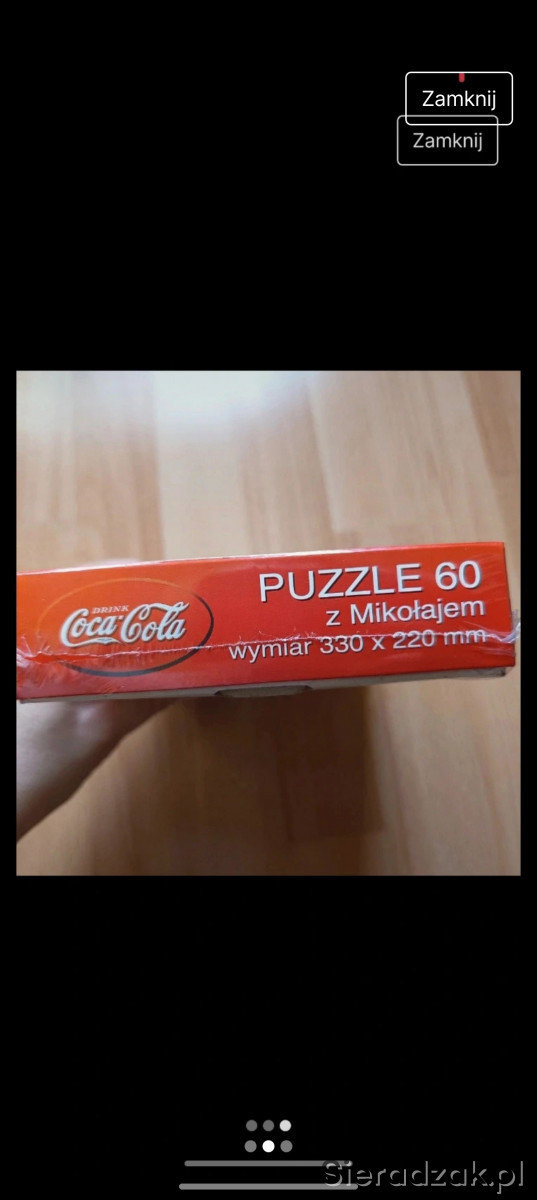 Zamknij
Zamknij
PUZZLE 60
z Mikołajem
wymiar 330 x 220 mm
DRINK
Coca-Cola
Sieradzak.pl